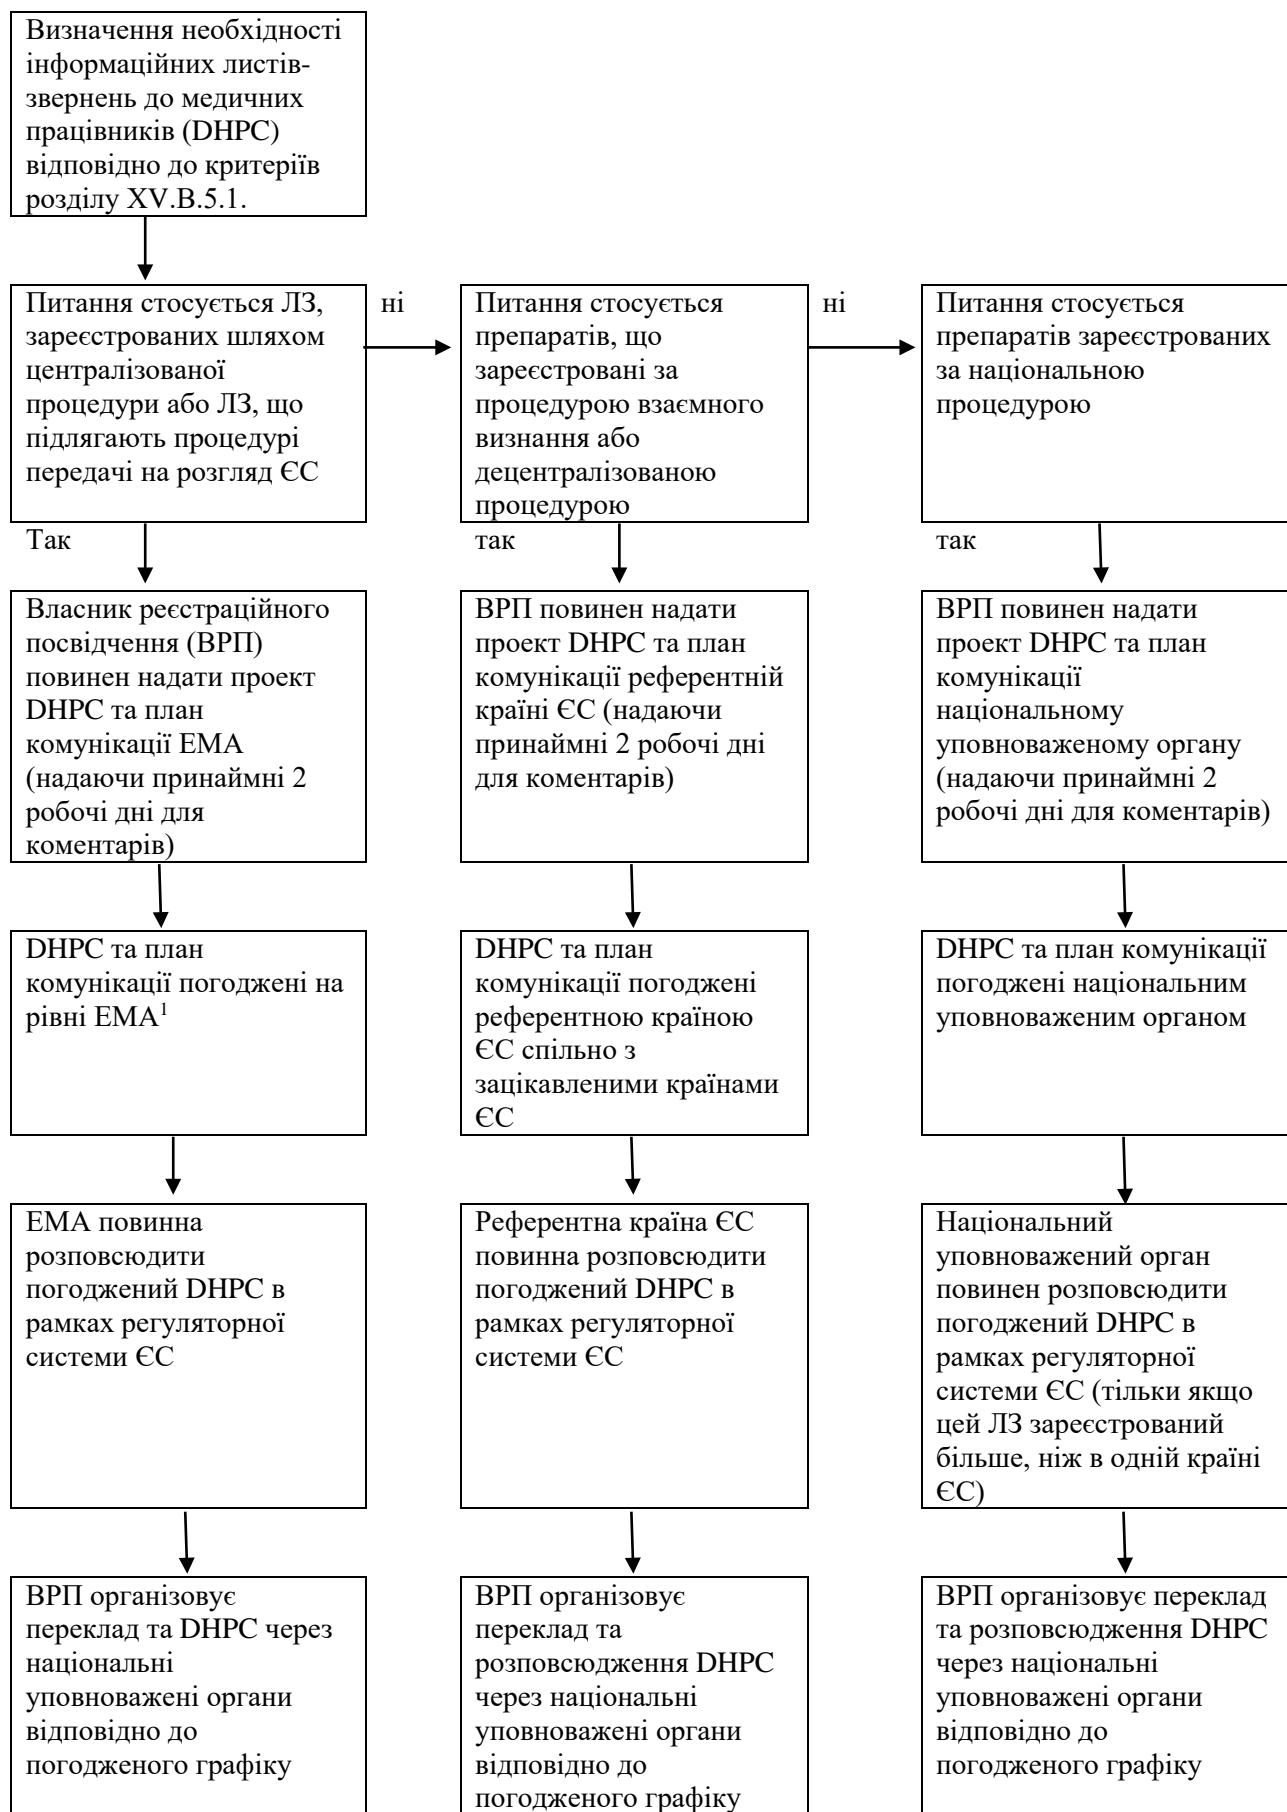 Визначення необхідності
інформаційних листів-
звернень до медичних
працівників (DHPC)
відповідно до критеріїв
розділу XV.B.5.1.
Питання стосується ЛЗ,
зареєстрованих шляхом
централізованої
процедури або ЛЗ, що
підлягають процедурі
передачі на розгляд ЄС
ні
Питання стосується
препаратів, що
зареєстровані за
процедурою взаємного
визнання або
децентралізованою
процедурою
ні
Питання стосується
препаратів зареєстрованих
за національною
процедурою
Так
так
так
Власник реєстраційного
посвідчення (ВРП)
повинен надати проект
DHPC та план
комунікації EMA
(надаючи принаймні 2
робочі дні для
коментарів)
ВРП повинен надати
проект DHPC та план
комунікації референтній
країні ЄС (надаючи
принаймні 2 робочі дні
для коментарів)
ВРП повинен надати
проект DHPC та план
комунікації
національному
уповноваженому органу
(надаючи принаймні 2
робочі дні для коментарів)
DHPC та план
комунікації погоджені на
рівні EMA¹
DHPC та план
комунікації погоджені
референтною країною
ЄС спільно з
зацікавленими країнами
ЄС
DHPC та план комунікації
погоджені національним
уповноваженим органом
EMA повинна
розповсюдити
погоджений DHPC в
рамках регуляторної
системи ЄС
Референтна країна ЄС
повинна розповсюдити
погоджений DHPC в
рамках регуляторної
системи ЄС
Національний
уповноважений орган
повинен розповсюдити
погоджений DHPC в
рамках регуляторної
системи ЄС (тільки якщо
цей ЛЗ зареєстрований
більше, ніж в одній країні
ЄС)
ВРП організовує
переклад та DHPC через
національні
уповноважені органи
відповідно до
погодженого графіку
ВРП організовує
переклад та
розповсюдження DHPC
через національні
уповноважені органи
відповідно до
погодженого графіку
ВРП організовує переклад
та розповсюдження DHPC
через національні
уповноважені органи
відповідно до
погодженого графіку